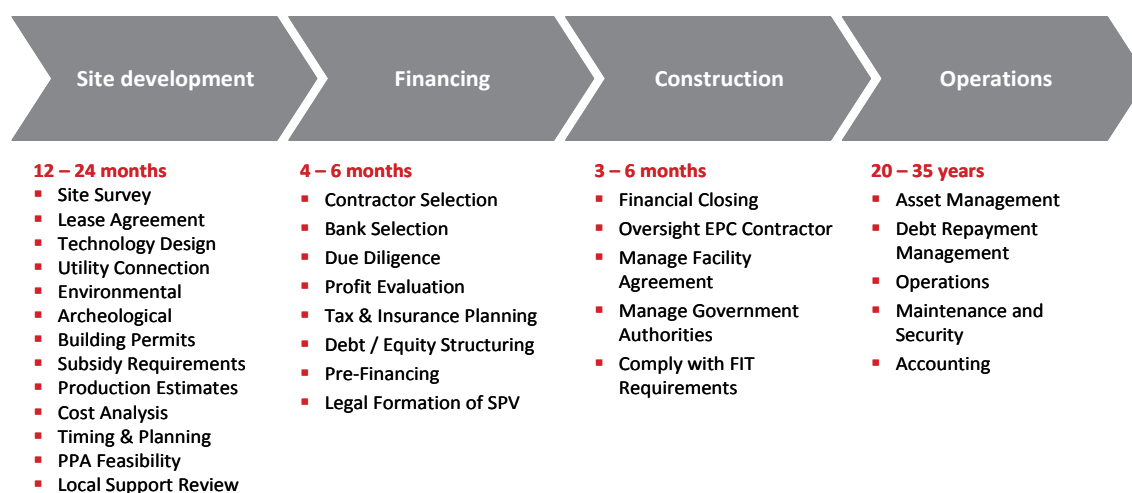 Site development
Financing
Construction
Operations
12 – 24 months
▪ Site Survey
▪ Lease Agreement
▪ Technology Design
▪ Utility Connection
▪ Environmental
▪ Archeological
▪ Building Permits
▪ Subsidy Requirements
▪ Production Estimates
▪ Cost Analysis
▪ Timing & Planning
▪ PPA Feasibility
▪ Local Support Review
4 – 6 months
▪ Contractor Selection
▪ Bank Selection
▪ Due Diligence
▪ Profit Evaluation
▪ Tax & Insurance Planning
▪ Debt / Equity Structuring
▪ Pre-Financing
▪ Legal Formation of SPV
3 – 6 months
▪ Financial Closing
▪ Oversight EPC Contractor
▪ Manage Facility
Agreement
▪ Manage Government
Authorities
▪ Comply with FIT
Requirements
20 – 35 years
▪ Asset Management
▪ Debt Repayment
Management
▪ Operations
▪ Maintenance and
Security
▪ Accounting